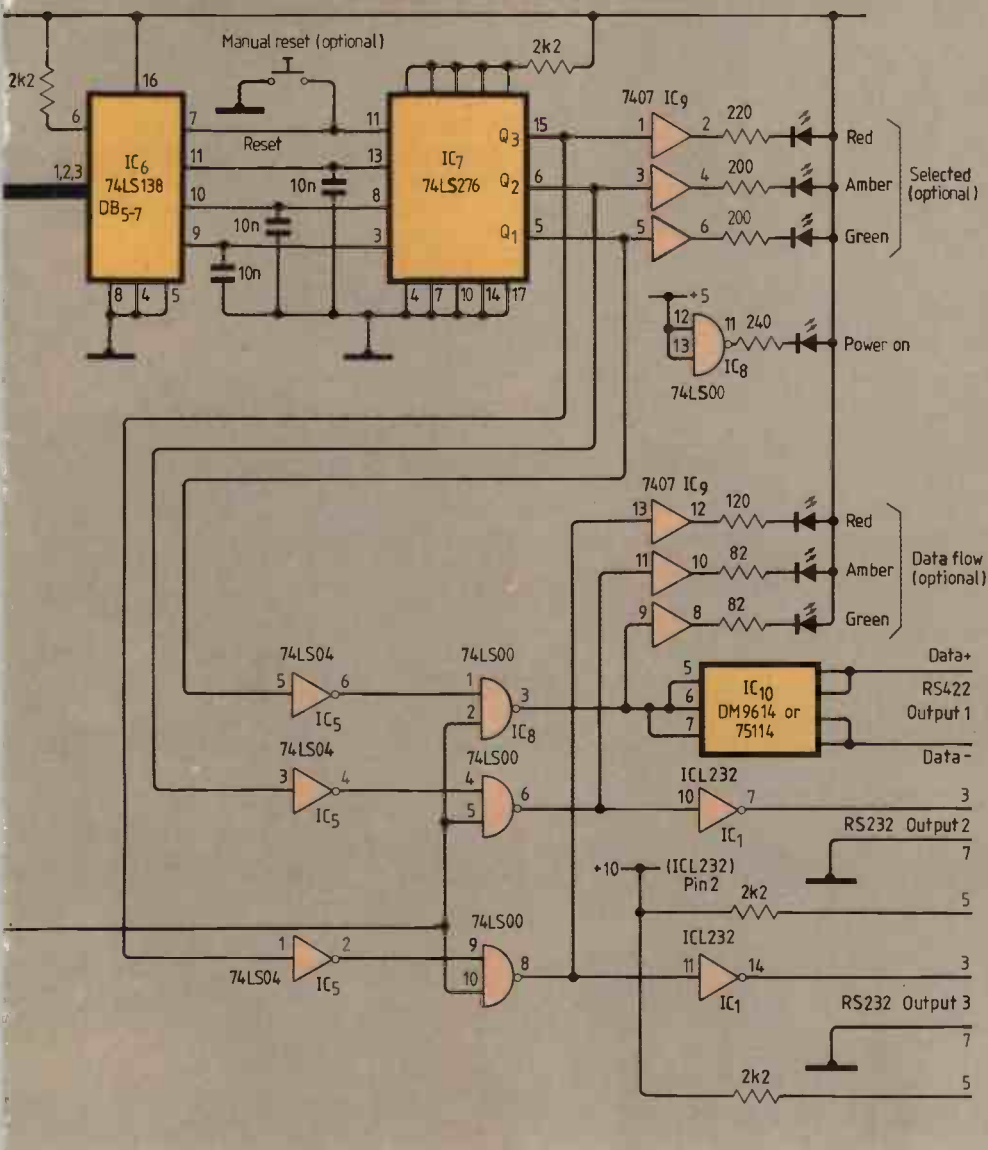 Manual reset (optional)
2k2
16
6
7
11
Reset
IC6
74LS138
DB5-7
1,2,3
11
10
9
13
8
3
10n
10n
10n
8
4
5
2k2
IC7
74LS276
Q3
Q2
Q1
15
6
5
4
7
10
14
17
7407 IC9
1
2
220
Red
3
4
200
Amber
5
6
200
Green
Selected
(optional)
+5
12
13
11
240
Power on
IC8
74LS00
7407 IC9
13
12
120
Red
11
10
82
Amber
9
8
82
Green
Data flow
(optional)
74LS04
5
6
IC5
74LS00
1
2
3
IC8
5
6
7
IC10
DM9614 or
75114
Data+
RS422
Output 1
Data-
74LS04
3
4
IC5
74LS00
4
5
6
ICL232
10
7
IC1
3
RS232 Output 2
7
+10
(ICL232)
Pin 2
2k2
5
1
2
74LS04
IC5
74LS00
9
10
8
ICL232
11
14
IC1
3
RS232 Output 3
7
2k2
5